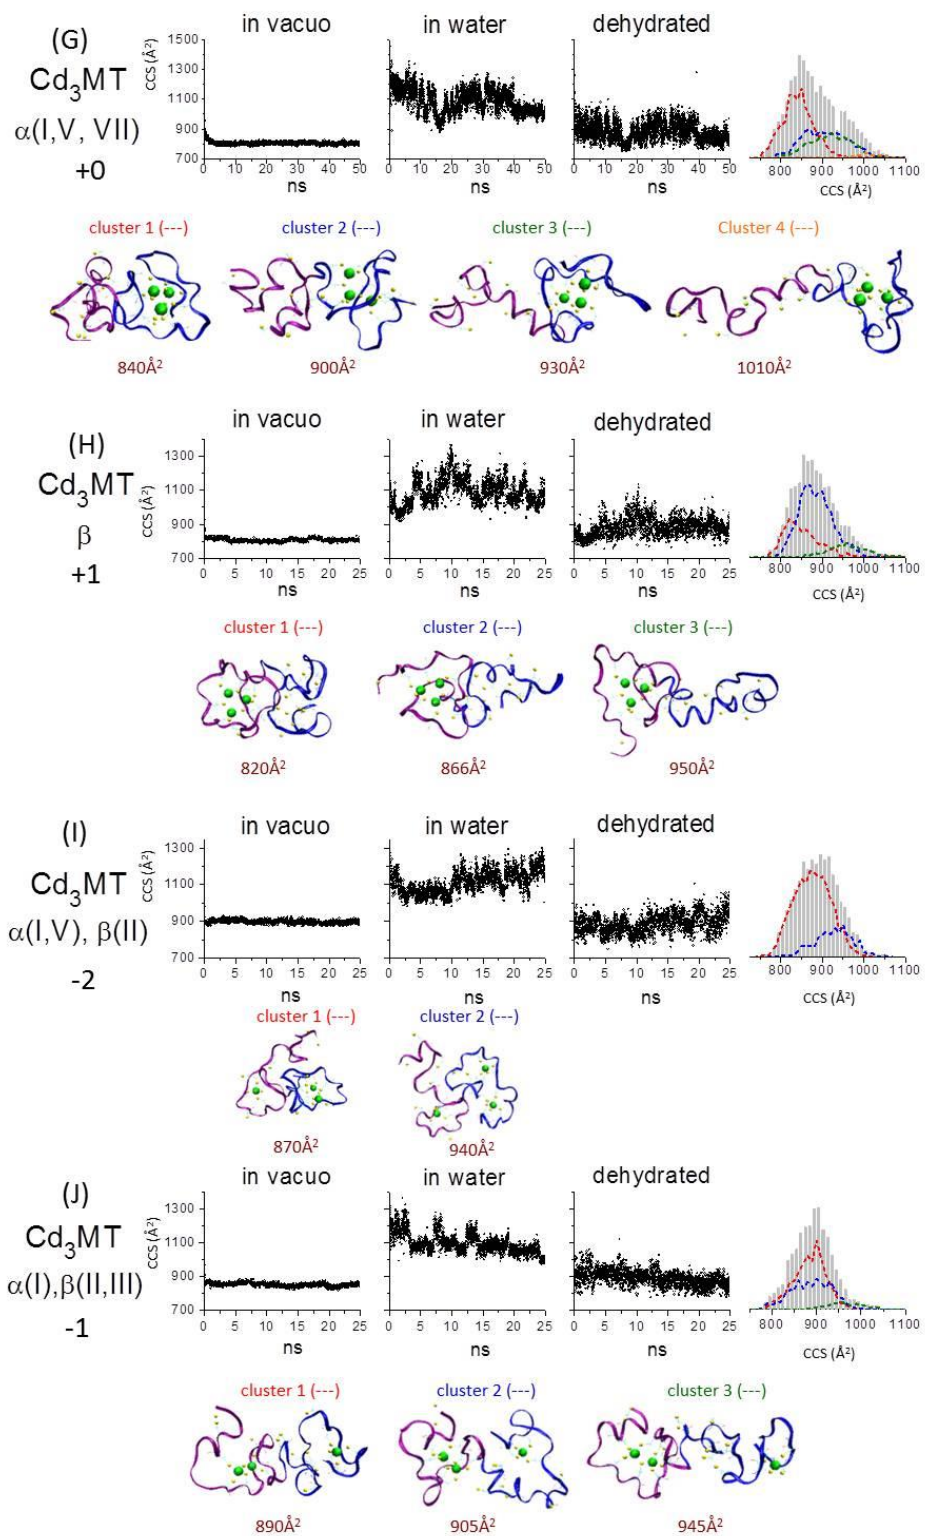 (G)
Cd3MT
α(I,V, VII)
+0
in vacuo
in water
dehydrated
CCS (Å²)
1500
1300
1100
900
700
0 10 20 30 40 50
0 10 20 30 40 50
0 10 20 30 40 50
800 900 1000 1100
ns
ns
ns
CCS (Å²)
cluster 1 (---)
cluster 2 (---)
cluster 3 (---)
Cluster 4 (---)
840Å²
900Å²
930Å²
1010Å²
(H)
Cd3MT
β
+1
in vacuo
in water
dehydrated
CCS (Å²)
1300
1100
900
700
0 5 10 15 20 25
0 5 10 15 20 25
0 5 10 15 20 25
800 900 1000 1100
ns
ns
ns
CCS (Å²)
cluster 1 (---)
cluster 2 (---)
cluster 3 (---)
820Å²
866Å²
950Å²
(I)
Cd3MT
α(I,V), β(II)
-2
in vacuo
in water
dehydrated
CCS (Å²)
1300
1100
900
700
0 5 10 15 20 25
0 5 10 15 20 25
0 5 10 15 20 25
800 900 1000 1100
ns
ns
ns
CCS (Å²)
cluster 1 (---)
cluster 2 (---)
870Å²
940Å²
(J)
Cd3MT
α(I),β(II,III)
-1
in vacuo
in water
dehydrated
CCS (Å²)
1300
1100
900
700
0 5 10 15 20 25
0 5 10 15 20 25
0 5 10 15 20 25
800 900 1000 1100
ns
ns
ns
CCS (Å²)
cluster 1 (---)
cluster 2 (---)
cluster 3 (---)
890Å²
905Å²
945Å²